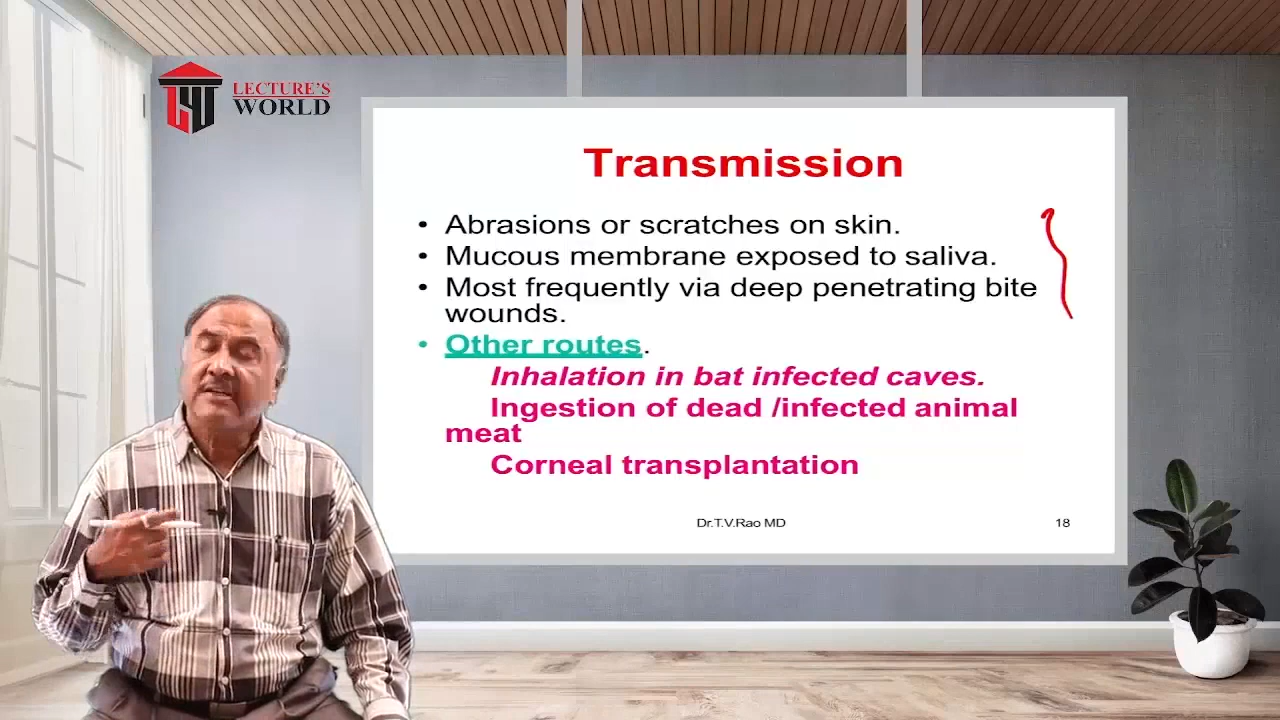 LECTURE'S
WORLD
Transmission
• Abrasions or scratches on skin.
• Mucous membrane exposed to saliva.
• Most frequently via deep penetrating bite
wounds.
• Other routes.
Inhalation in bat infected caves.
Ingestion of dead /infected animal
meat
Corneal transplantation
Dr.T.V.Rao MD
18